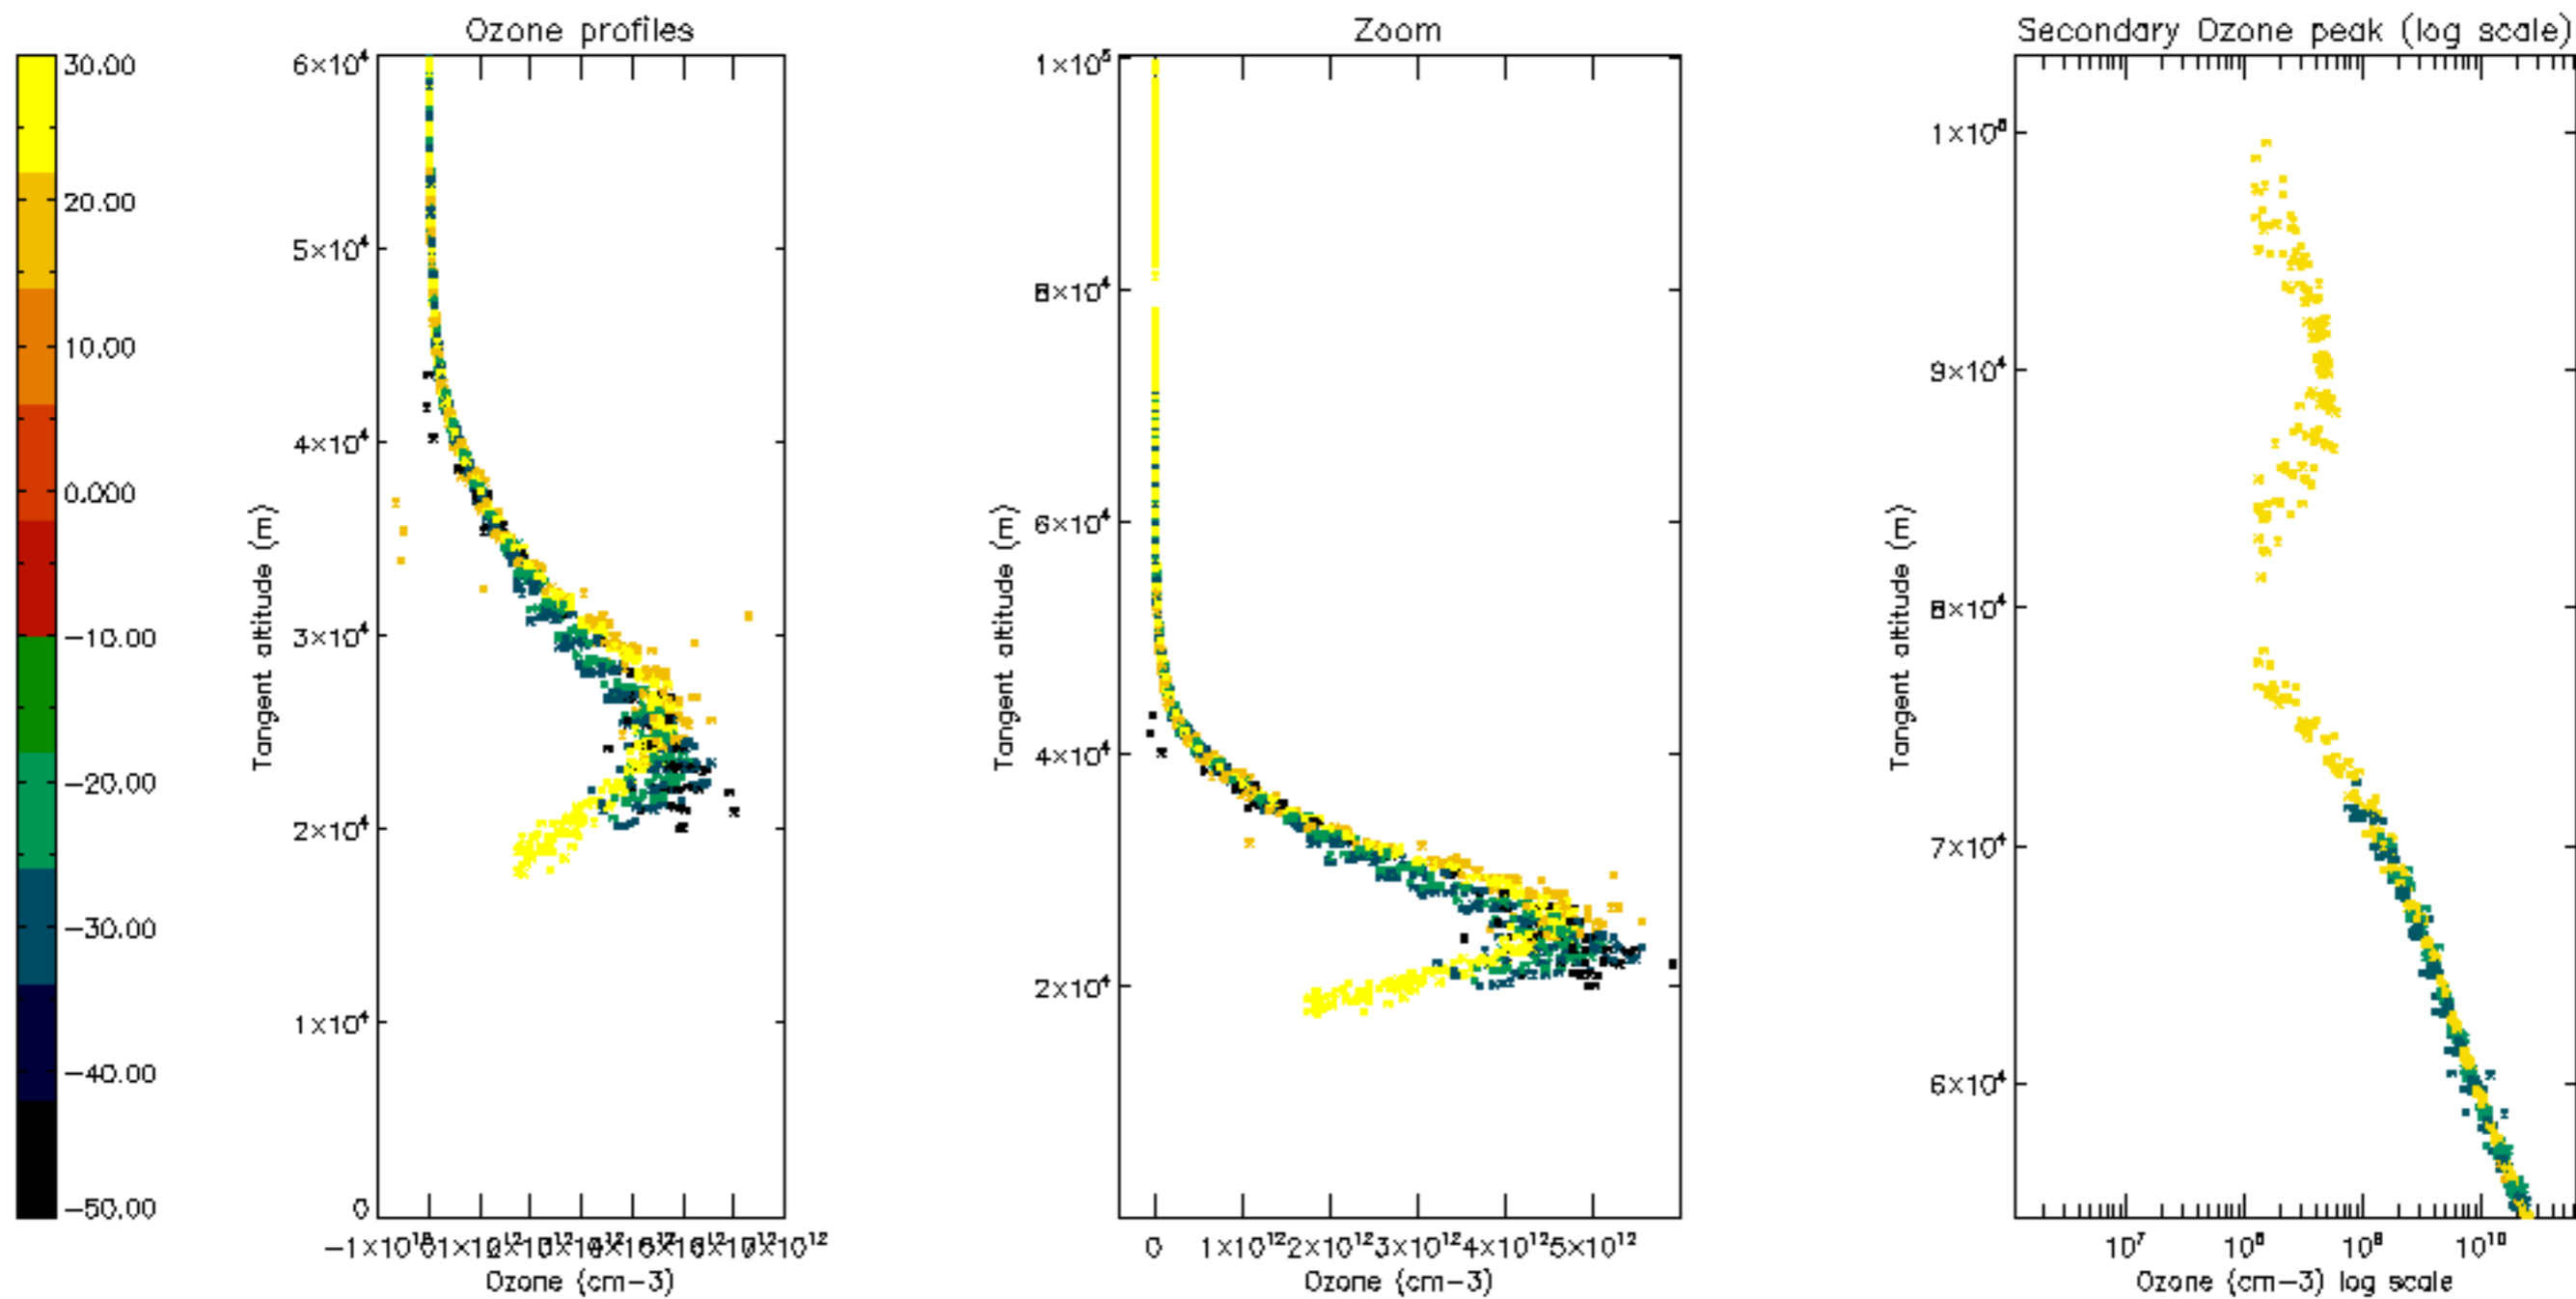 Ozone profiles
Zoom
Secondary Ozone peak (log scale)
30.00
20.00
10.00
0.000
−10.00
−20.00
−30.00
−40.00
−50.00
6×10⁴
5×10⁴
4×10⁴
3×10⁴
2×10⁴
1×10⁴
0
Tangent altitude (m)
Ozone (cm−3)
1×10⁵
8×10⁴
6×10⁴
4×10⁴
2×10⁴
Tangent altitude (m)
0 1×10¹² 2×10¹² 3×10¹² 4×10¹² 5×10¹²
Ozone (cm−3)
9×10⁴
8×10⁴
7×10⁴
6×10⁴
Tangent altitude (m)
10⁷ 10⁸ 10⁹ 10¹⁰
Ozone (cm−3) log scale